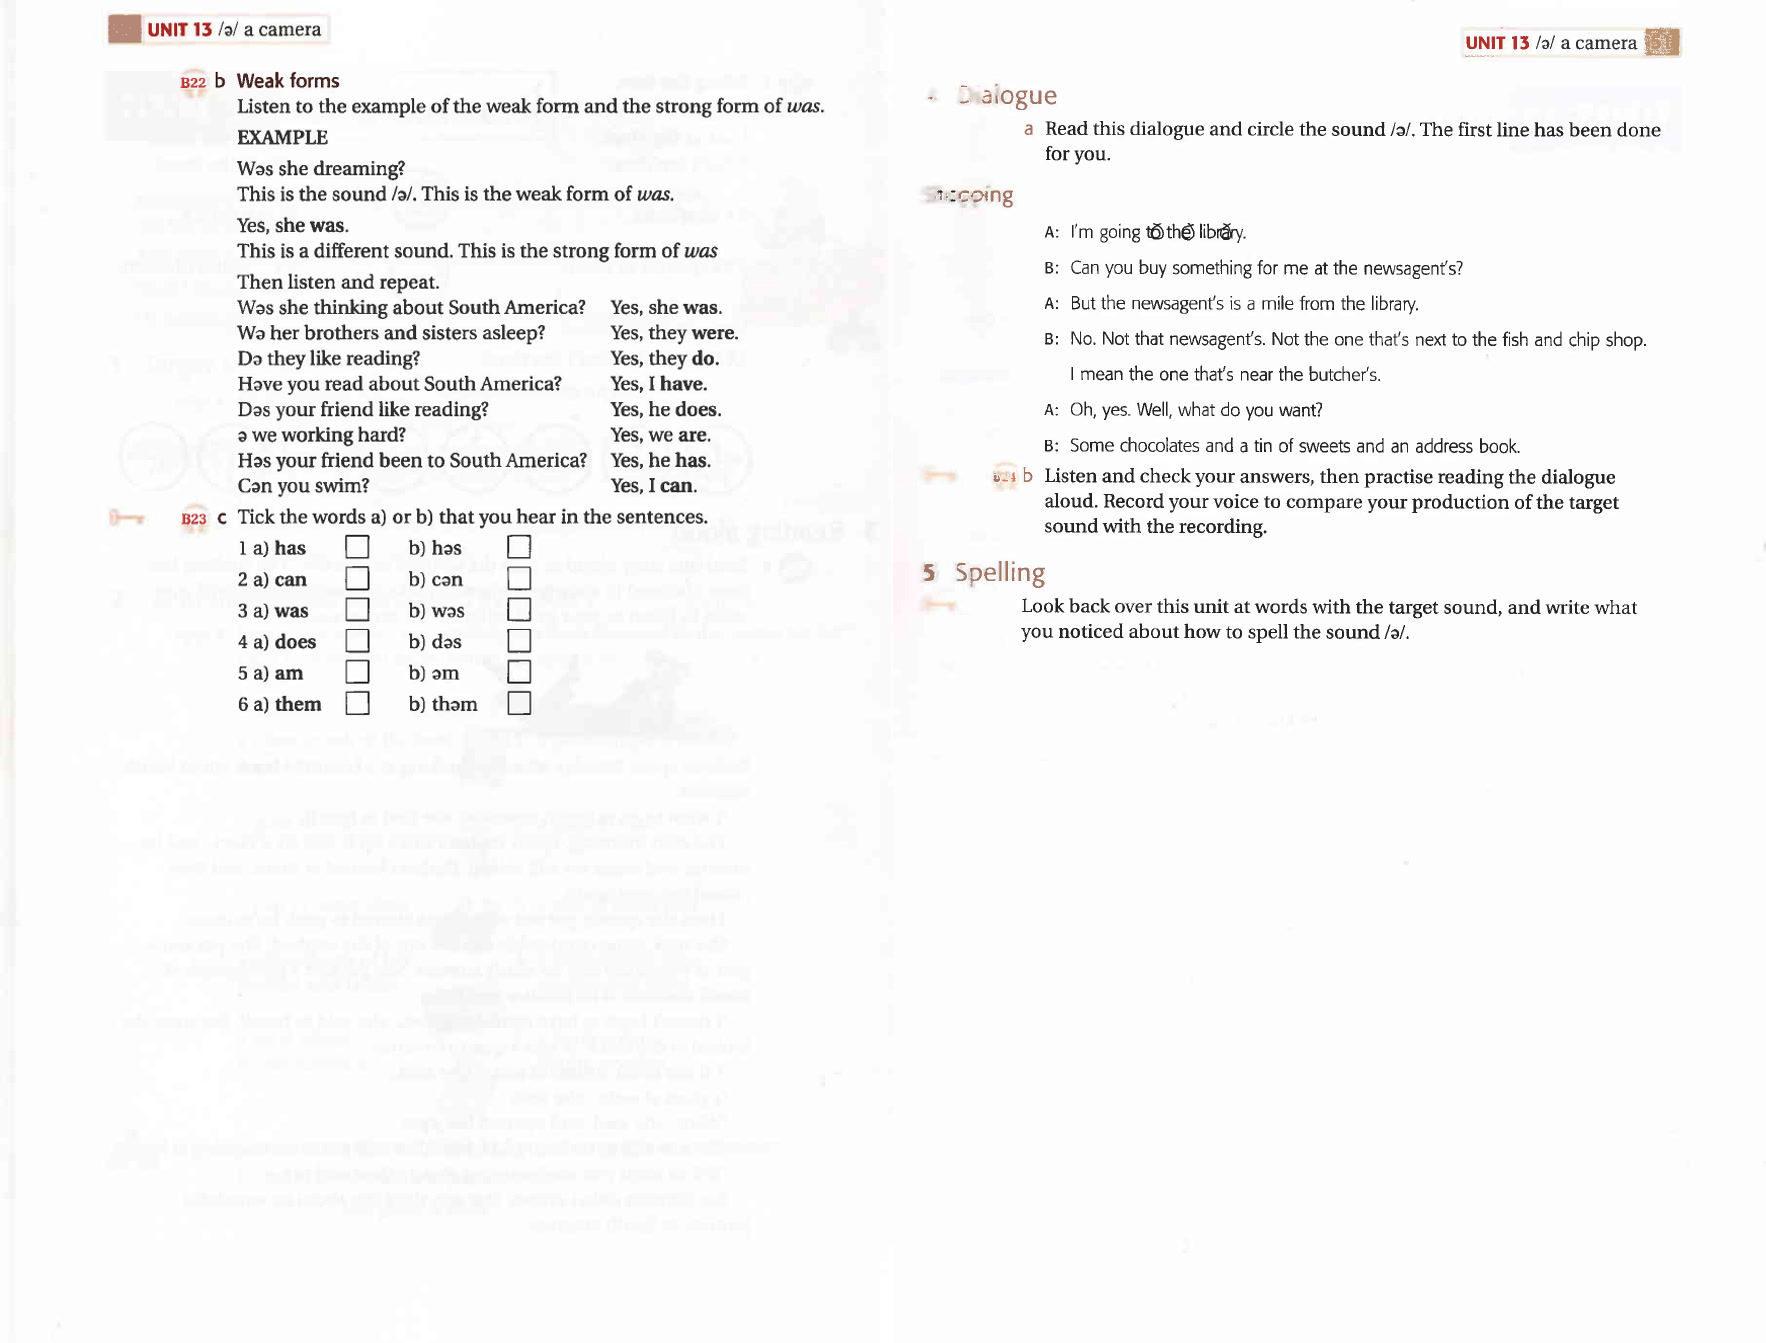 UNIT 13 /ə/ a camera
B22 b Weak forms
Listen to the example of the weak form and the strong form of was.
EXAMPLE
Wəs she dreaming?
This is the sound /ə/. This is the weak form of was.
Yes, she was.
This is a different sound. This is the strong form of was
Then listen and repeat.
Wəs she thinking about South America? Yes, she was.
Wə her brothers and sisters asleep? Yes, they were.
Də they like reading? Yes, they do.
Həve you read about South America? Yes, I have.
Dəs your friend like reading? Yes, he does.
ə we working hard? Yes, we are.
Həs your friend been to South America? Yes, he has.
Cən you swim? Yes, I can.
B23 c Tick the words a) or b) that you hear in the sentences.
1 a) has b) həs
2 a) can b) cən
3 a) was b) wəs
4 a) does b) dəs
5 a) am b) əm
6 a) them b) thəm
UNIT 13 /ə/ a camera
Dialogue
a Read this dialogue and circle the sound /ə/. The first line has been done
for you.
A: I'm going to the library.
B: Can you buy something for me at the newsagent's?
A: But the newsagent's is a mile from the library.
B: No. Not that newsagent's. Not the one that's next to the fish and chip shop.
I mean the one that's near the butcher's.
A: Oh, yes. Well, what do you want?
B: Some chocolates and a tin of sweets and an address book.
b Listen and check your answers, then practise reading the dialogue
aloud. Record your voice to compare your production of the target
sound with the recording.
5 Spelling
Look back over this unit at words with the target sound, and write what
you noticed about how to spell the sound /ə/.